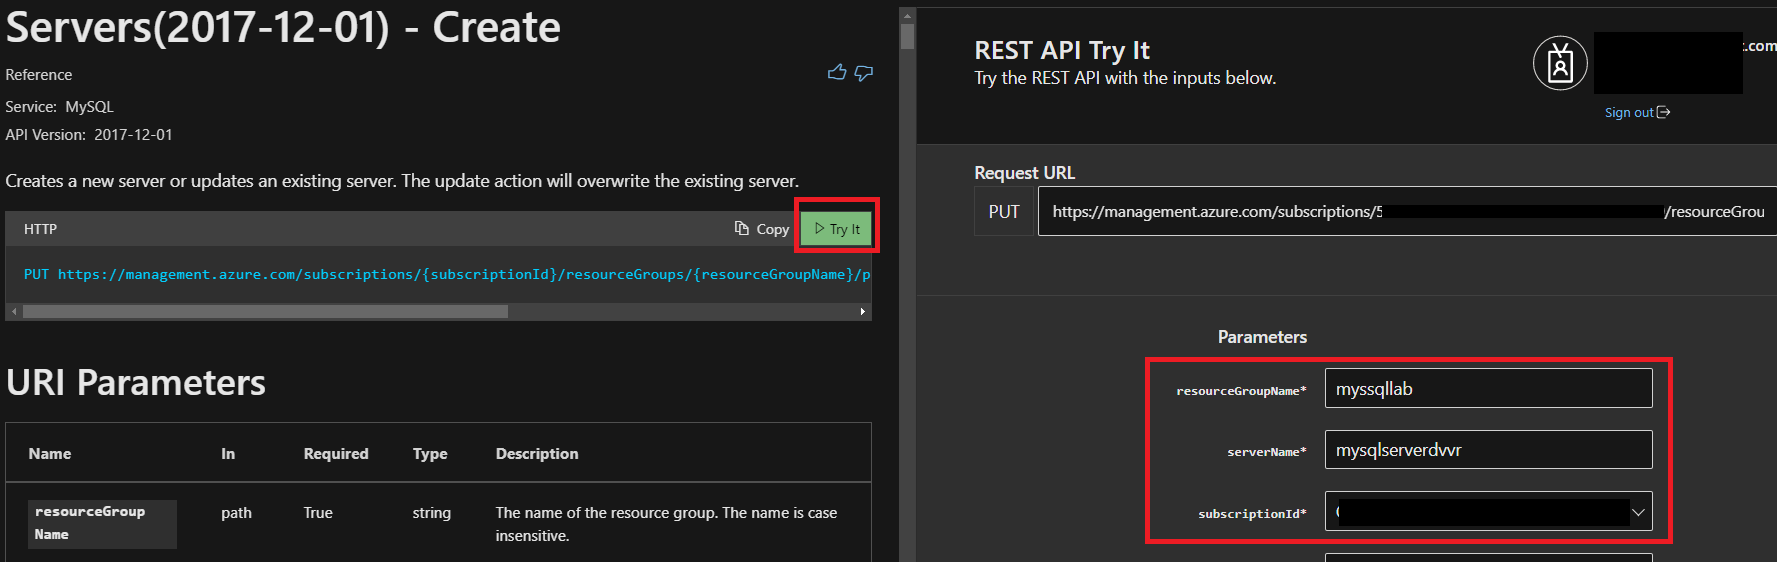 Servers(2017-12-01) - Create
Reference
Service: MySQL
API Version: 2017-12-01
Creates a new server or updates an existing server. The update action will overwrite the existing server.
HTTP
Copy
Try It
PUT https://management.azure.com/subscriptions/{subscriptionId}/resourceGroups/{resourceGroupName}/p
URI Parameters
Name In Required Type Description
resourceGroup
Name
path True string The name of the resource group. The name is case
insensitive.
REST API Try It
Try the REST API with the inputs below.
.com
Sign out
Request URL
PUT https://management.azure.com/subscriptions/5 /resourceGrou
Parameters
resourceGroupName* myssqllab
serverName* mysqlserverdvvr
subscriptionId*